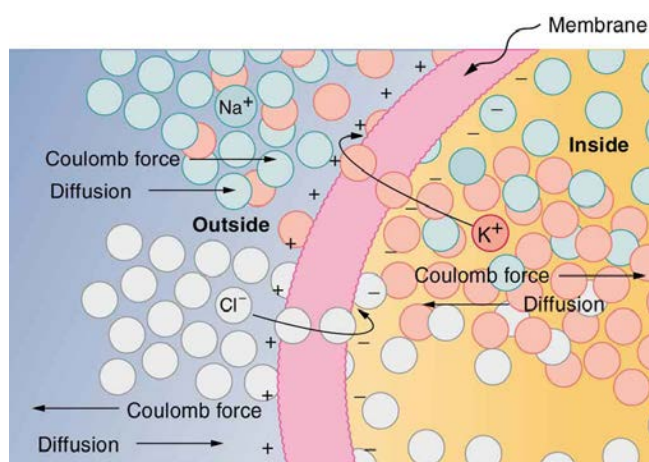 Membrane
Na⁺
Inside
Coulomb force
Diffusion
Outside
K⁺
Coulomb force
Diffusion
Cl⁻
Coulomb force
Diffusion